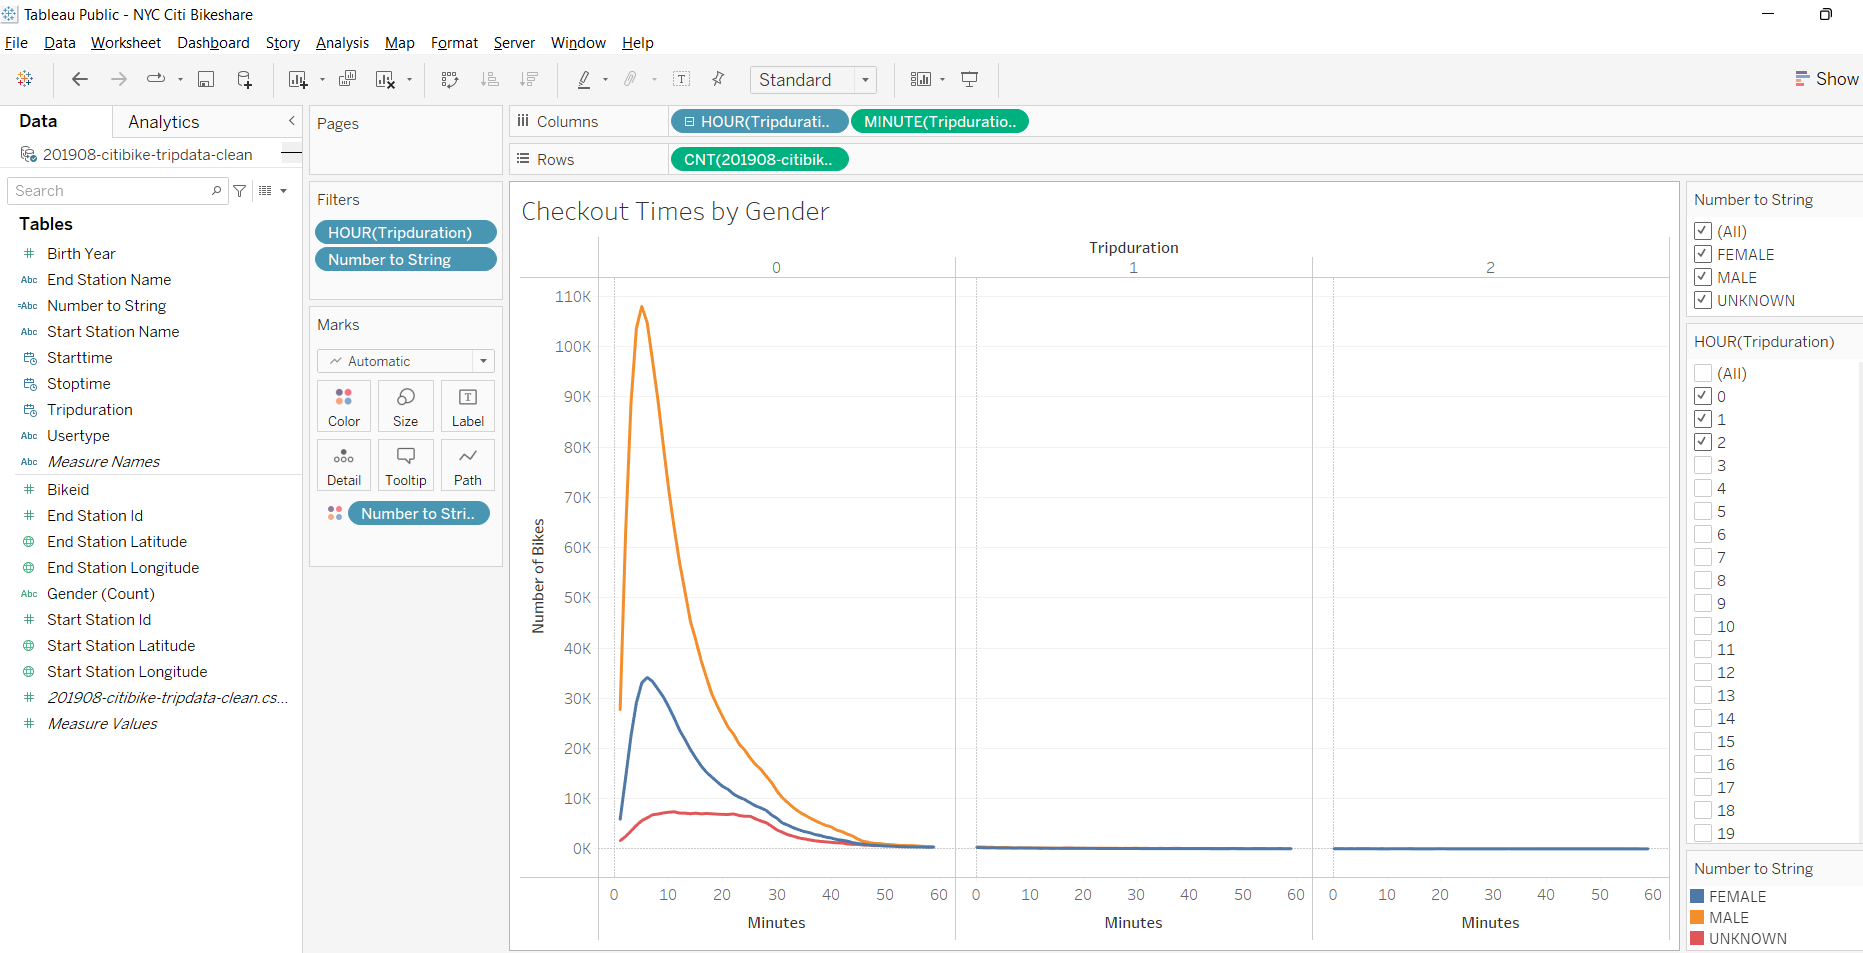 Tableau Public - NYC Citi Bikeshare
File Data Worksheet Dashboard Story Analysis Map Format Server Window Help
Standard
Show
Data
Analytics
201908-citibike-tripdata-clean
Search
Tables
Birth Year
Abc End Station Name
=Abc Number to String
Abc Start Station Name
Starttime
Stoptime
Tripduration
Abc Usertype
Abc Measure Names
Bikeid
End Station Id
End Station Latitude
End Station Longitude
Abc Gender (Count)
Start Station Id
Start Station Latitude
Start Station Longitude
201908-citibike-tripdata-clean.cs...
Measure Values
Pages
Filters
HOUR(Tripduration)
Number to String
Marks
Automatic
Color Size Label
Detail Tooltip Path
Number to Stri..
Columns HOUR(Tripdurati.. MINUTE(Tripduratio..
Rows CNT(201908-citibik..
Checkout Times by Gender
Tripduration
0 1 2
Number of Bikes
110K
100K
90K
80K
70K
60K
50K
40K
30K
20K
10K
0K
0 10 20 30 40 50 60 0 10 20 30 40 50 60 0 10 20 30 40 50 60
Minutes Minutes Minutes
Number to String
(All)
FEMALE
MALE
UNKNOWN
HOUR(Tripduration)
(All)
0
1
2
3
4
5
6
7
8
9
10
11
12
13
14
15
16
17
18
19
Number to String
FEMALE
MALE
UNKNOWN